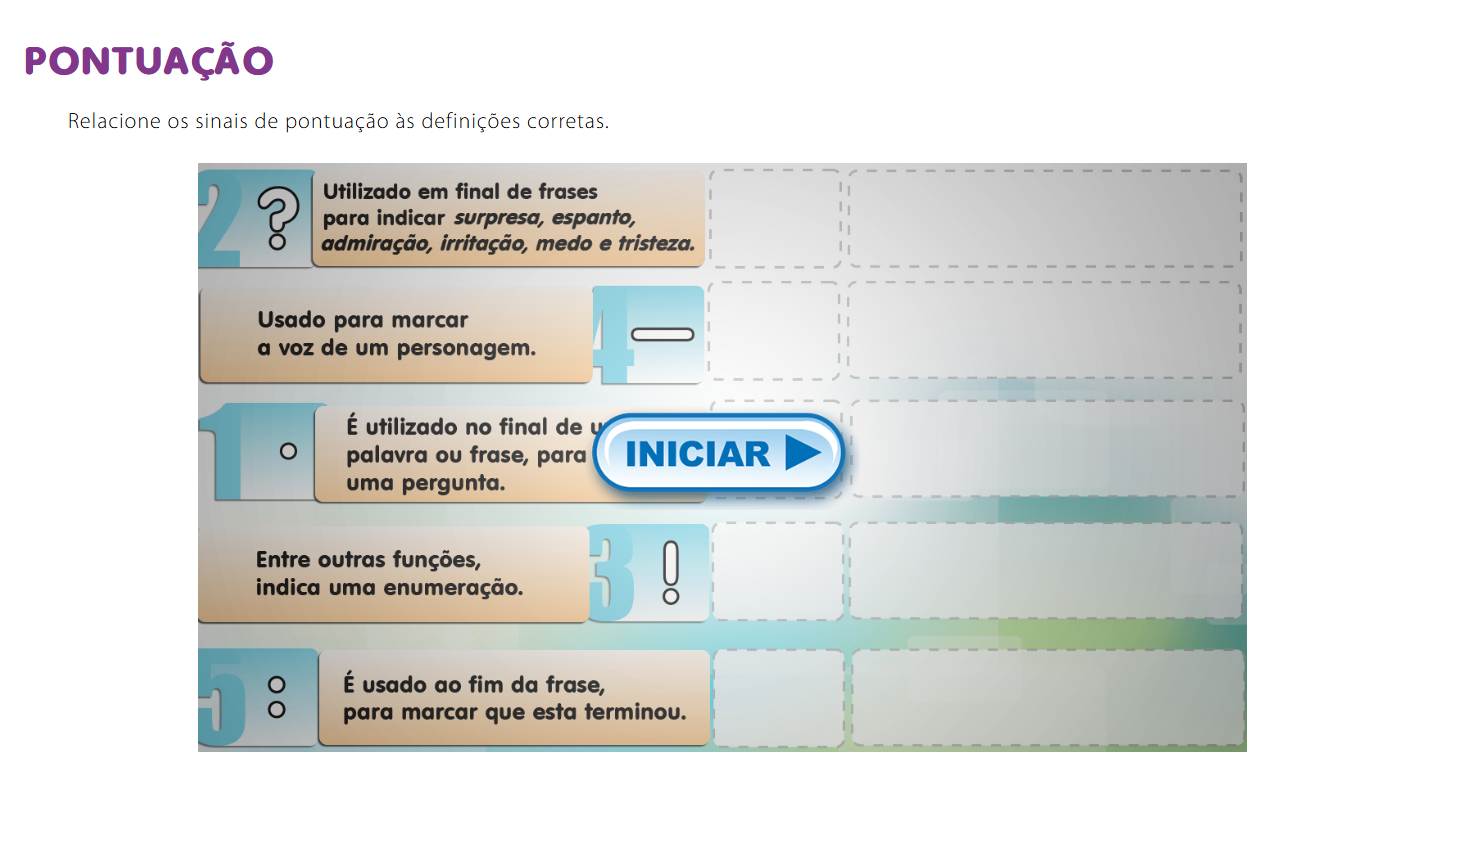 PONTUAÇÃO
Relacione os sinais de pontuação às definições corretas.
2 ?
Utilizado em final de frases
para indicar surpresa, espanto,
admiração, irritação, medo e tristeza.
Usado para marcar
a voz de um personagem.
4 —
1 .
É utilizado no final de
palavra ou frase, para
uma pergunta.
INICIAR
Entre outras funções,
indica uma enumeração.
3 !
5 :
É usado ao fim da frase,
para marcar que esta terminou.